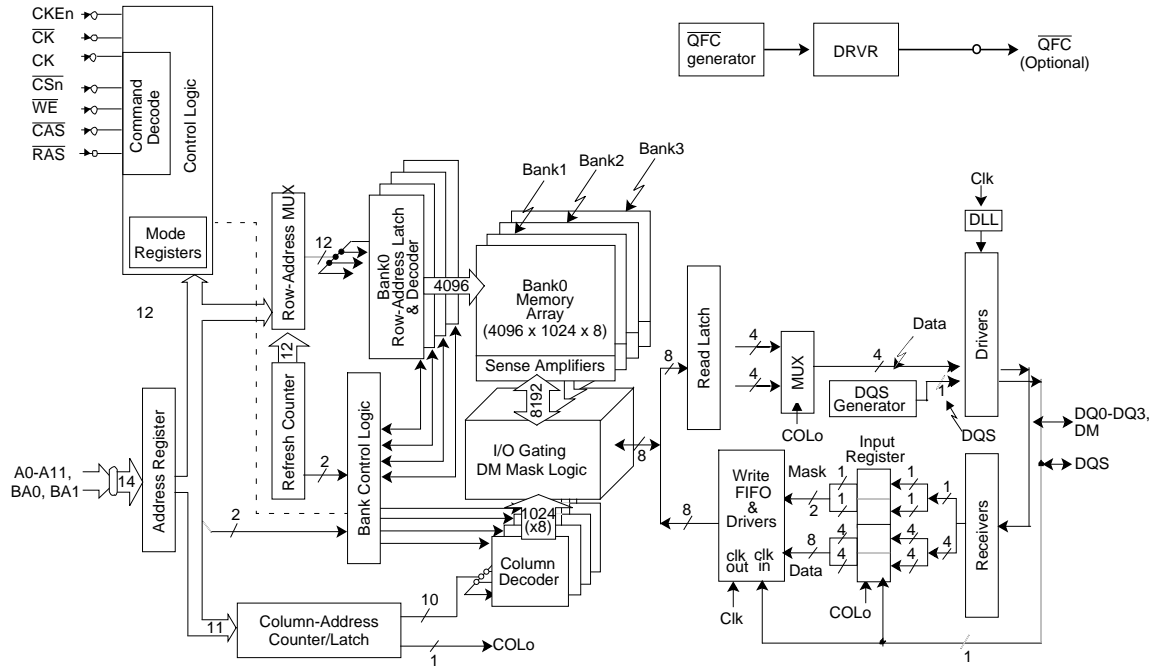 CKEn
CK
CK
CSn
WE
CAS
RAS
Command
Decode
Control Logic
Mode
Registers
QFC
generator
DRVR
QFC
(Optional)
Bank1
Bank2
Bank3
Row-Address MUX
12
Bank0
Row-Address Latch
& Decoder
4096
Bank0
Memory
Array
(4096 x 1024 x 8)
Sense Amplifiers
8192
I/O Gating
DM Mask Logic
12
12
Refresh Counter
2
Bank Control Logic
A0-A11,
BA0, BA1
14
Address Register
2
11
Column-Address
Counter/Latch
10
1
COLo
1024
(x8)
Column
Decoder
8
8
8
Read Latch
4
4
MUX
COLo
4
Data
DQS
Generator
1
DQS
Clk
DLL
Drivers
DQ0-DQ3,
DM
DQS
Write
FIFO
&
Drivers
clk
out
clk
in
Clk
Mask
2
8
Data
Input
Register
1
1
4
4
1
1
4
4
1
4
COLo
Receivers
1